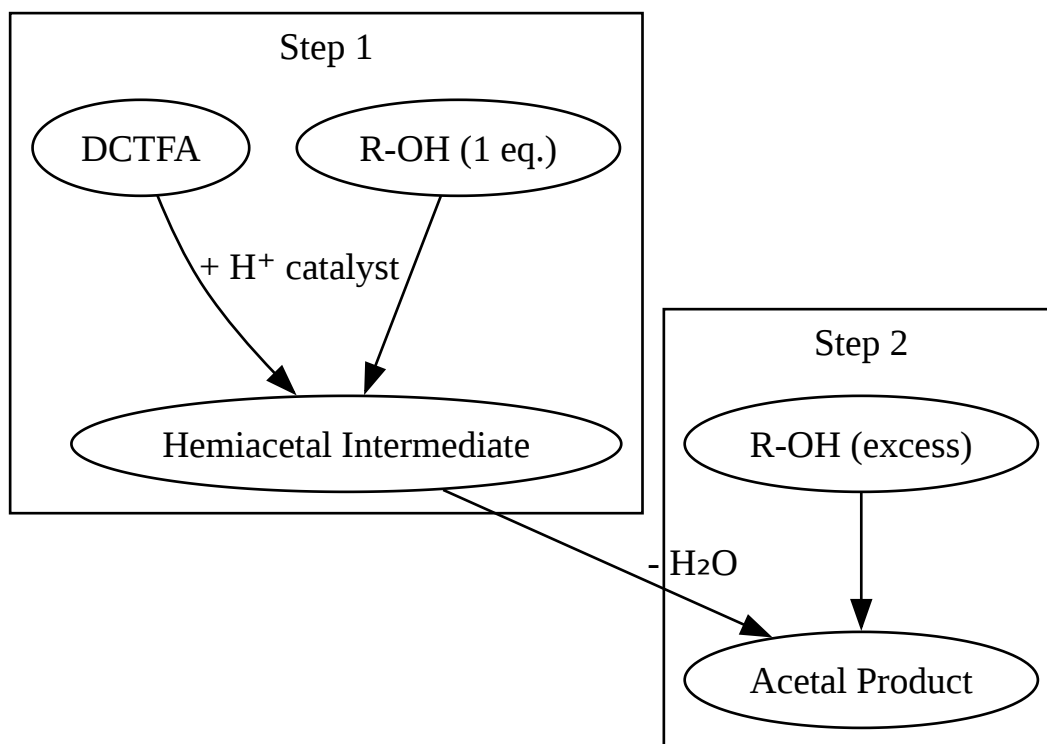 Step 1
DCTFA
R-OH (1 eq.)
+ H⁺ catalyst
Hemiacetal Intermediate
Step 2
R-OH (excess)
- H₂O
Acetal Product